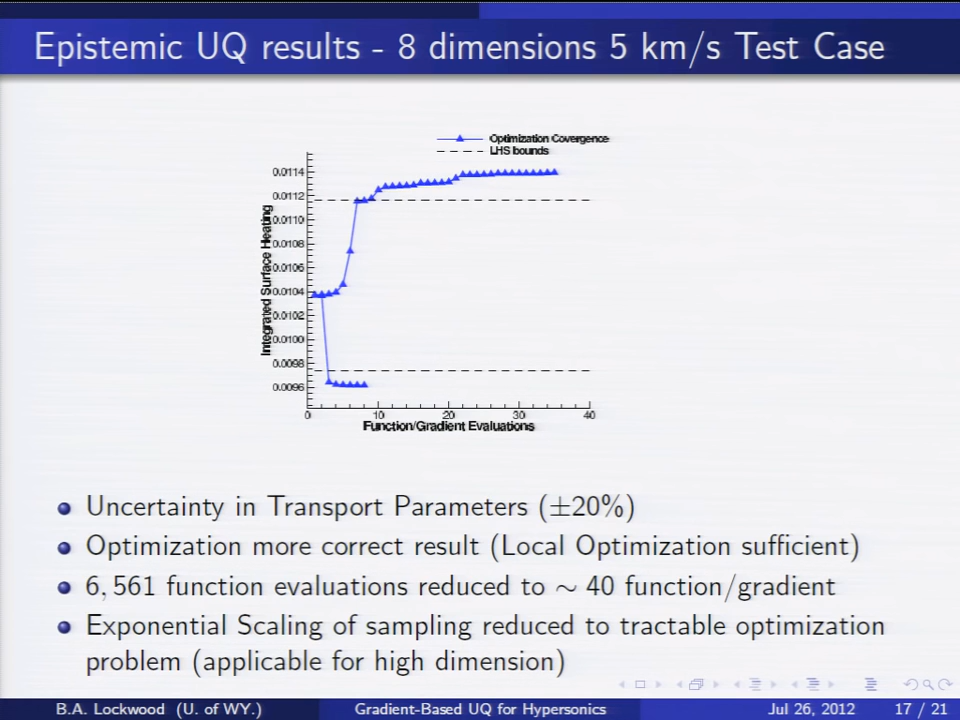 Epistemic UQ results - 8 dimensions 5 km/s Test Case
Optimization Covergence
LHS bounds
Integrated Surface Heating
0.0114
0.0112
0.0110
0.0108
0.0106
0.0104
0.0102
0.0100
0.0098
0.0096
0 10 20 30 40
Function/Gradient Evaluations
Uncertainty in Transport Parameters (±20%)
Optimization more correct result (Local Optimization sufficient)
6,561 function evaluations reduced to ∼ 40 function/gradient
Exponential Scaling of sampling reduced to tractable optimization
problem (applicable for high dimension)
B.A. Lockwood (U. of WY.) Gradient-Based UQ for Hypersonics Jul 26, 2012 17 / 21